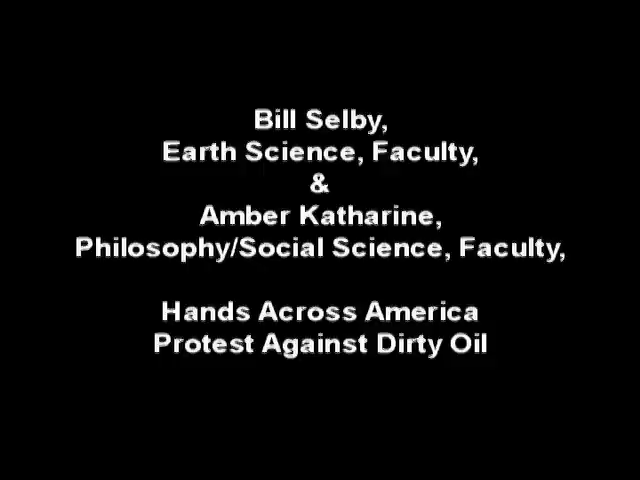 Bill Selby,
Earth Science, Faculty,
&
Amber Katharine,
Philosophy/Social Science, Faculty,
Hands Across America
Protest Against Dirty Oil